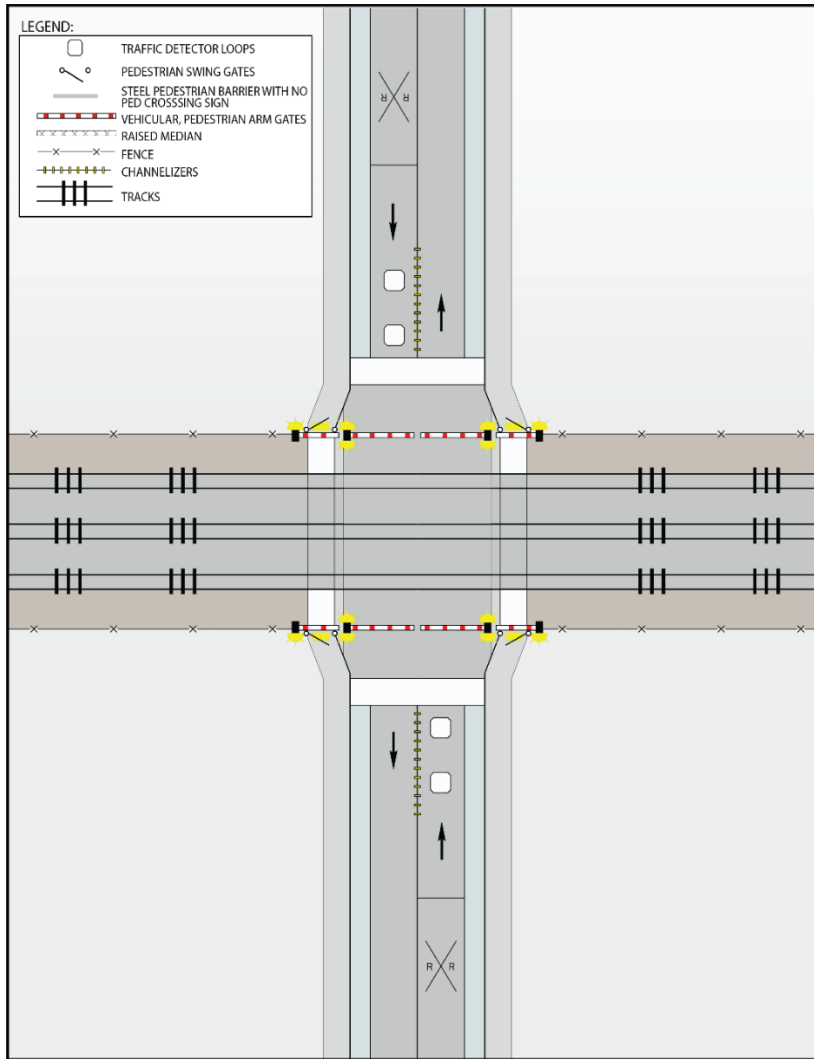 LEGEND:
TRAFFIC DETECTOR LOOPS
PEDESTRIAN SWING GATES
STEEL PEDESTRIAN BARRIER WITH NO
PED CROSSSING SIGN
VEHICULAR, PEDESTRIAN ARM GATES
RAISED MEDIAN
FENCE
CHANNELIZERS
TRACKS
R R
R R